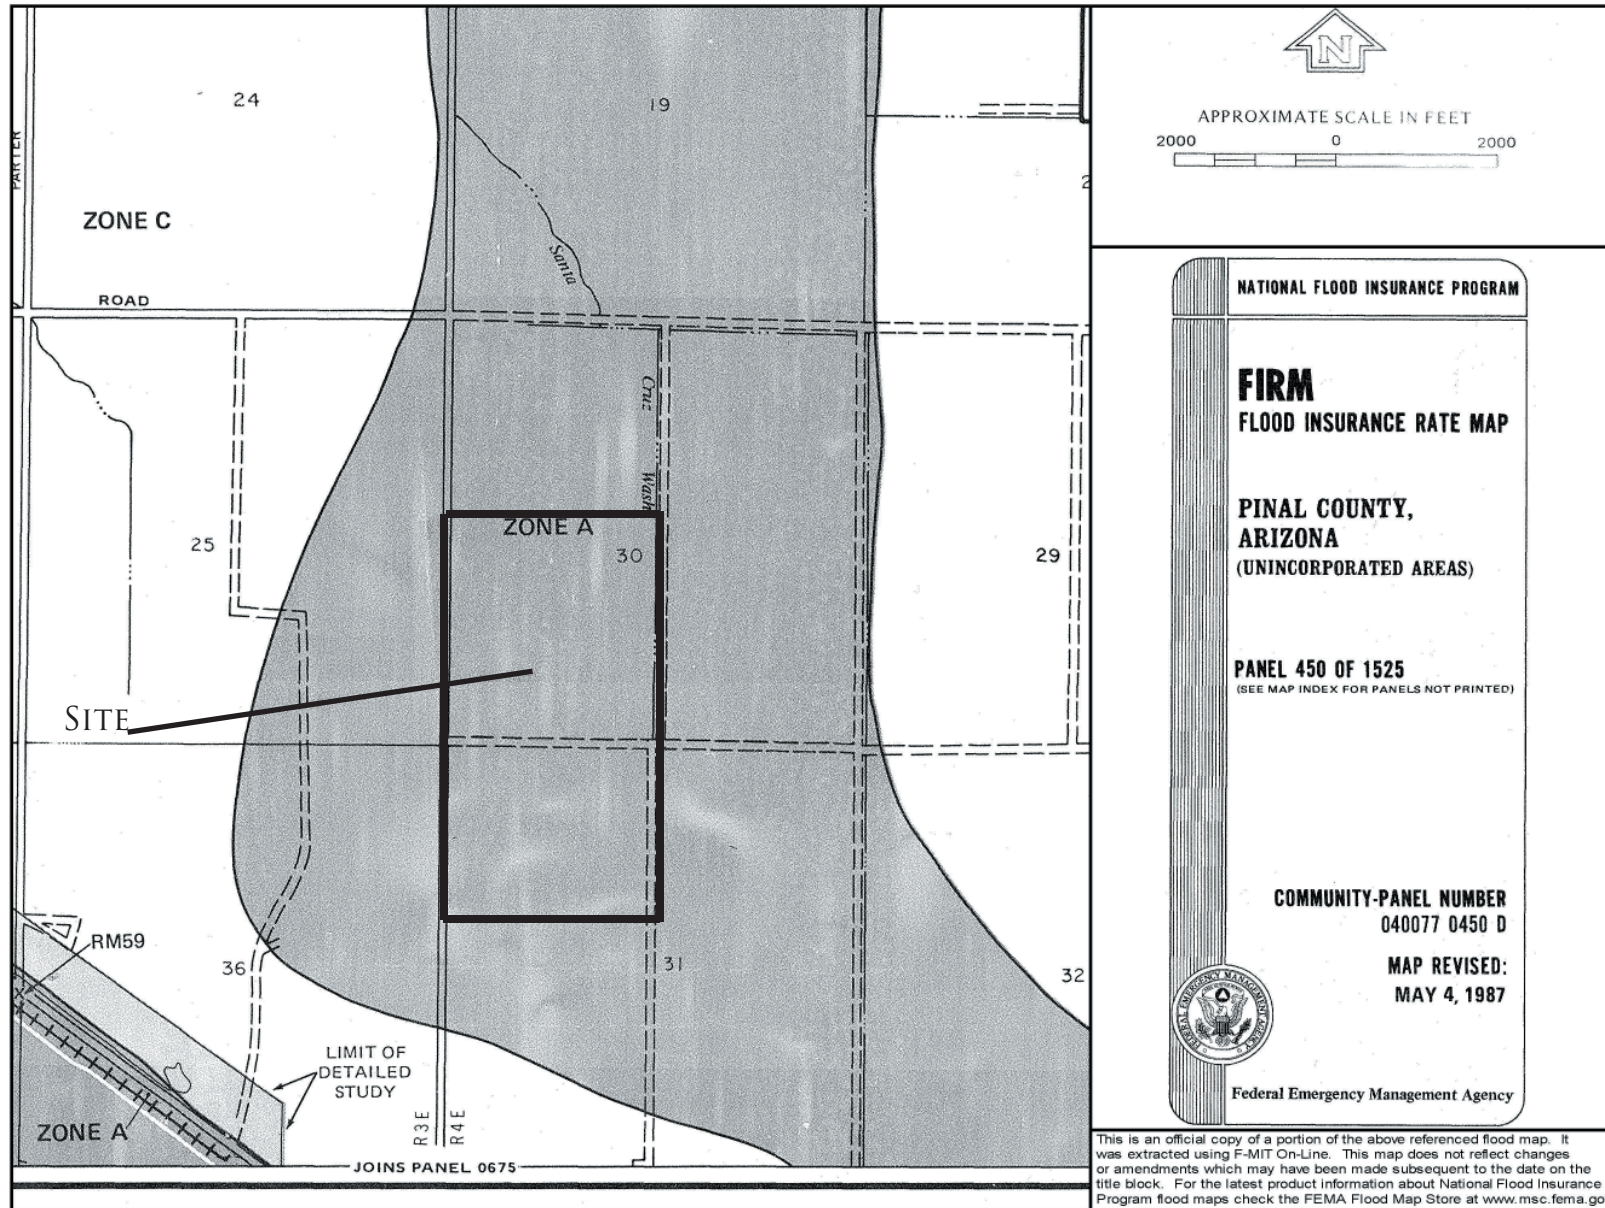 24
19
PARTER
ZONE C
ROAD
Santa
Cruz
Wash
ZONE A
25
30
29
SITE
RM59
36
31
32
LIMIT OF
DETAILED
STUDY
ZONE A
R3E
R4E
JOINS PANEL 0675
N
APPROXIMATE SCALE IN FEET
2000 0 2000
NATIONAL FLOOD INSURANCE PROGRAM
FIRM
FLOOD INSURANCE RATE MAP
PINAL COUNTY,
ARIZONA
(UNINCORPORATED AREAS)
PANEL 450 OF 1525
(SEE MAP INDEX FOR PANELS NOT PRINTED)
COMMUNITY-PANEL NUMBER
040077 0450 D
MAP REVISED:
MAY 4, 1987
FEDERAL EMERGENCY MANAGEMENT AGENCY
Federal Emergency Management Agency
This is an official copy of a portion of the above referenced flood map. It
was extracted using F-MIT On-Line. This map does not reflect changes
or amendments which may have been made subsequent to the date on the
title block. For the latest product information about National Flood Insurance
Program flood maps check the FEMA Flood Map Store at www.msc.fema.go